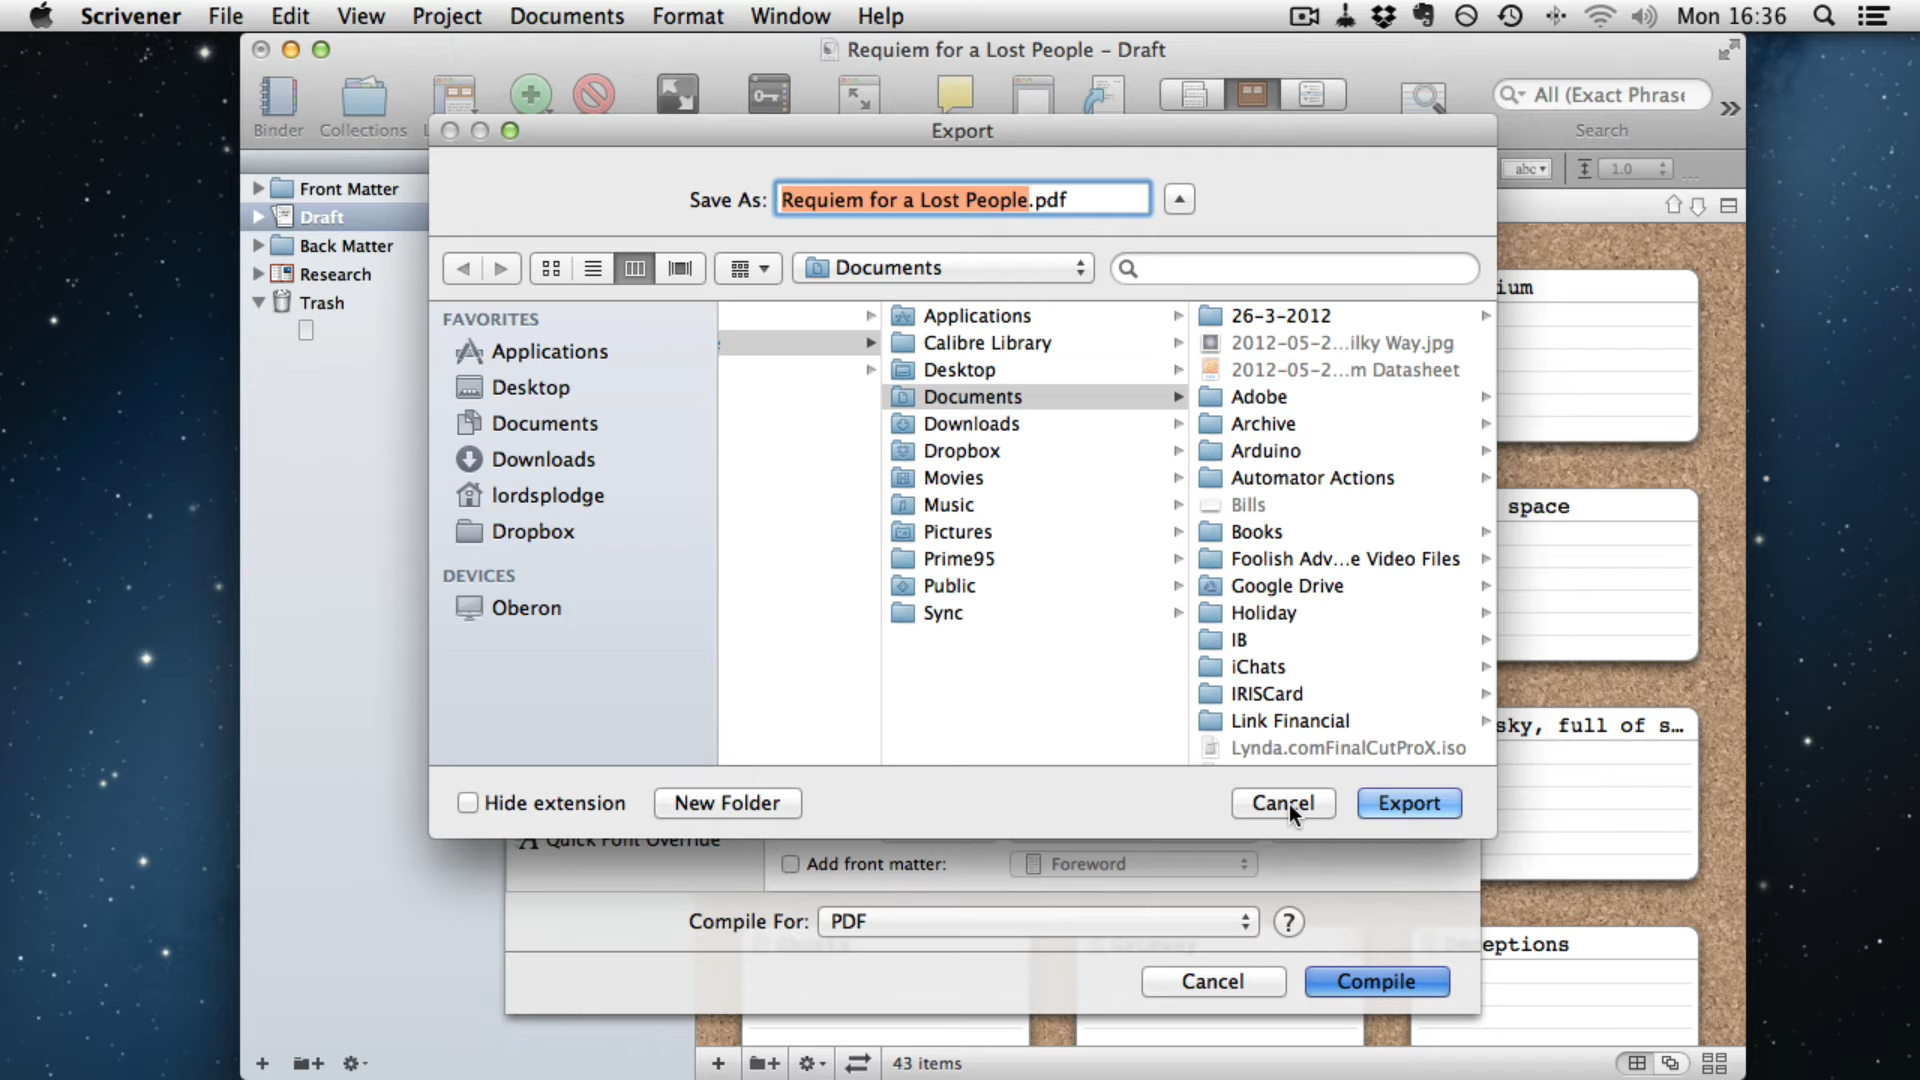 Scrivener File Edit View Project Documents Format Window Help Mon 16:36
Requiem for a Lost People – Draft
All (Exact Phrase
Binder Collections Search
Export
abc 1.0
Save As: Requiem for a Lost People.pdf
Front Matter
Draft
Back Matter
Research
Trash
Documents
FAVORITES
Applications
Desktop
Documents
Downloads
lordsplodge
Dropbox
DEVICES
Oberon
Applications
Calibre Library
Desktop
Documents
Downloads
Dropbox
Movies
Music
Pictures
Prime95
Public
Sync
26-3-2012
2012-05-2...ilky Way.jpg
2012-05-2...m Datasheet
Adobe
Archive
Arduino
Automator Actions
Bills
Books
Foolish Adv...e Video Files
Google Drive
Holiday
IB
iChats
IRISCard
Link Financial
Lynda.comFinalCutProX.iso
ium
space
sky, full of s…
eptions
Hide extension New Folder Cancel Export
A Quick Font Override
Add front matter: Foreword
Compile For: PDF ?
Cancel Compile
43 items